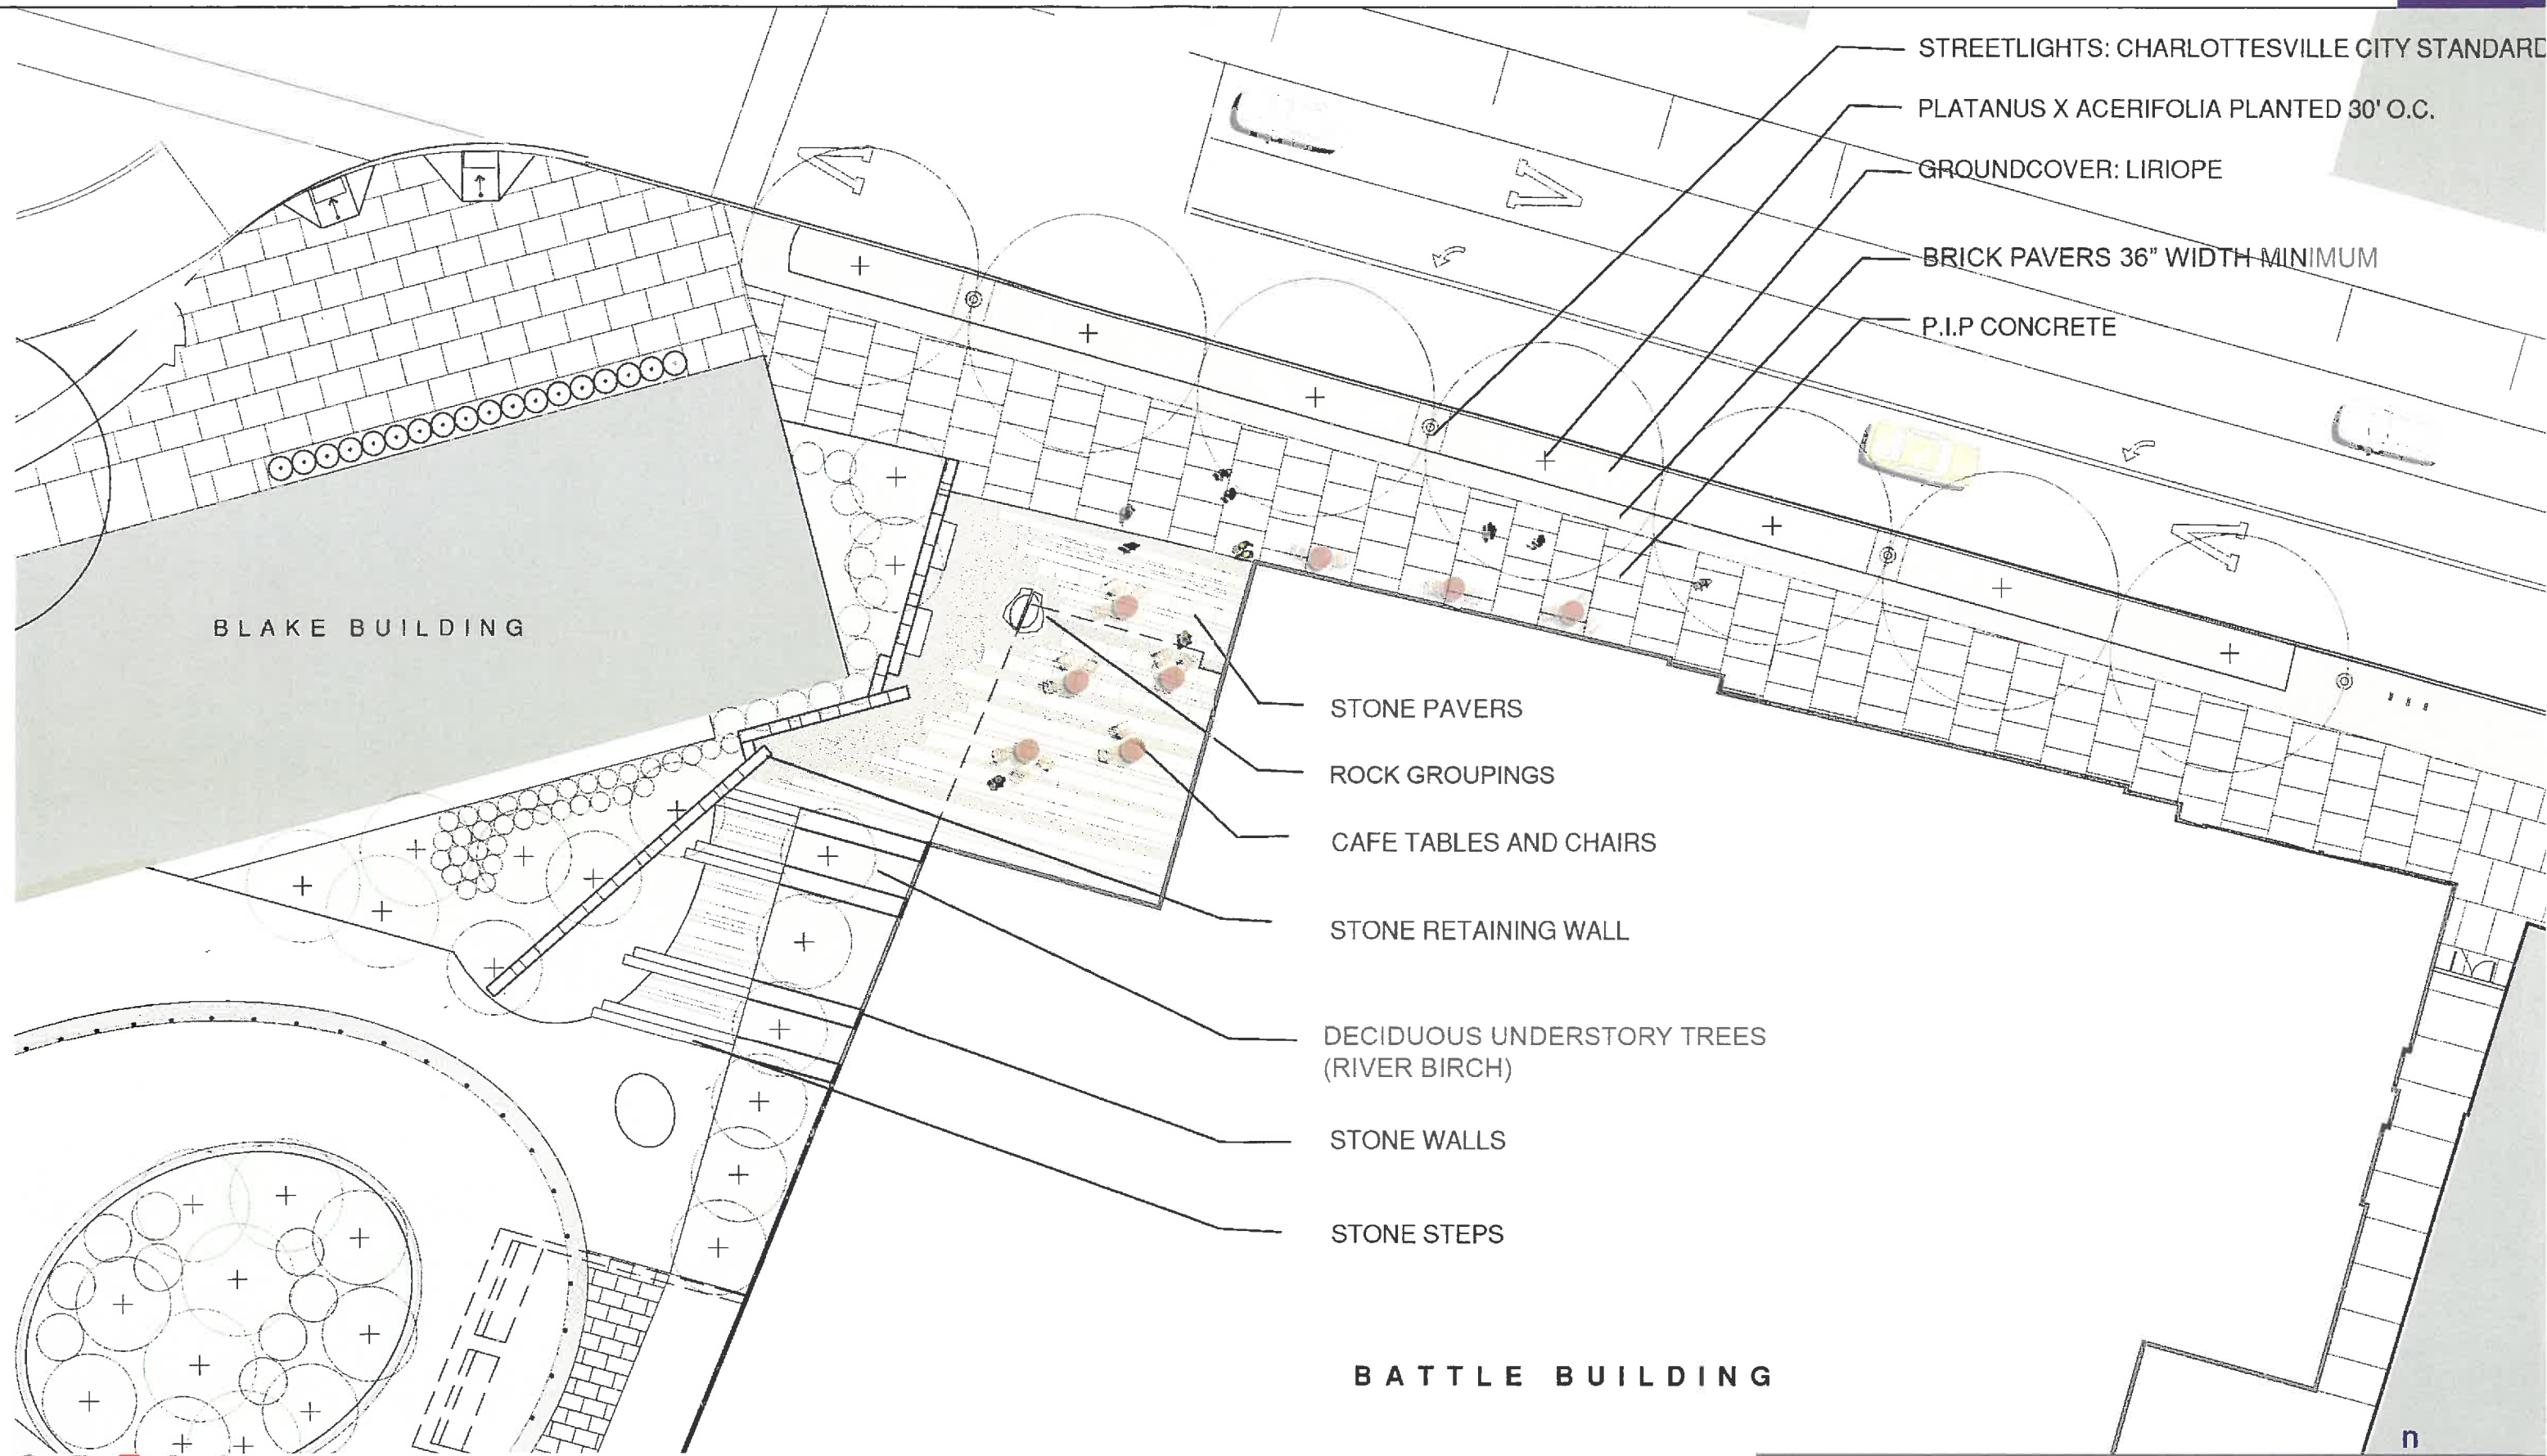 STREETLIGHTS: CHARLOTTESVILLE CITY STANDARD
PLATANUS X ACERIFOLIA PLANTED 30' O.C.
GROUNDCOVER: LIRIOPE
BRICK PAVERS 36” WIDTH MINIMUM
P.I.P CONCRETE
BLAKE BUILDING
STONE PAVERS
ROCK GROUPINGS
CAFE TABLES AND CHAIRS
STONE RETAINING WALL
DECIDUOUS UNDERSTORY TREES
(RIVER BIRCH)
STONE WALLS
STONE STEPS
BATTLE BUILDING
n